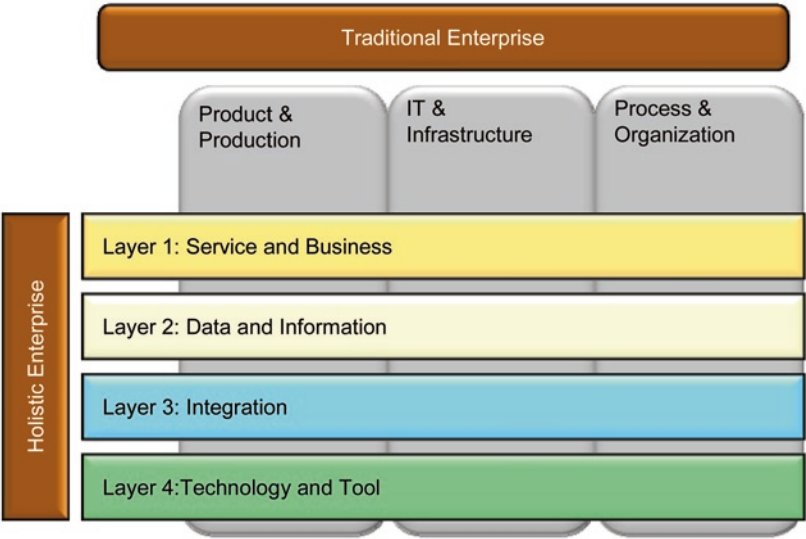 Traditional Enterprise
Product &
Production
IT &
Infrastructure
Process &
Organization
Holistic Enterprise
Layer 1: Service and Business
Layer 2: Data and Information
Layer 3: Integration
Layer 4:Technology and Tool